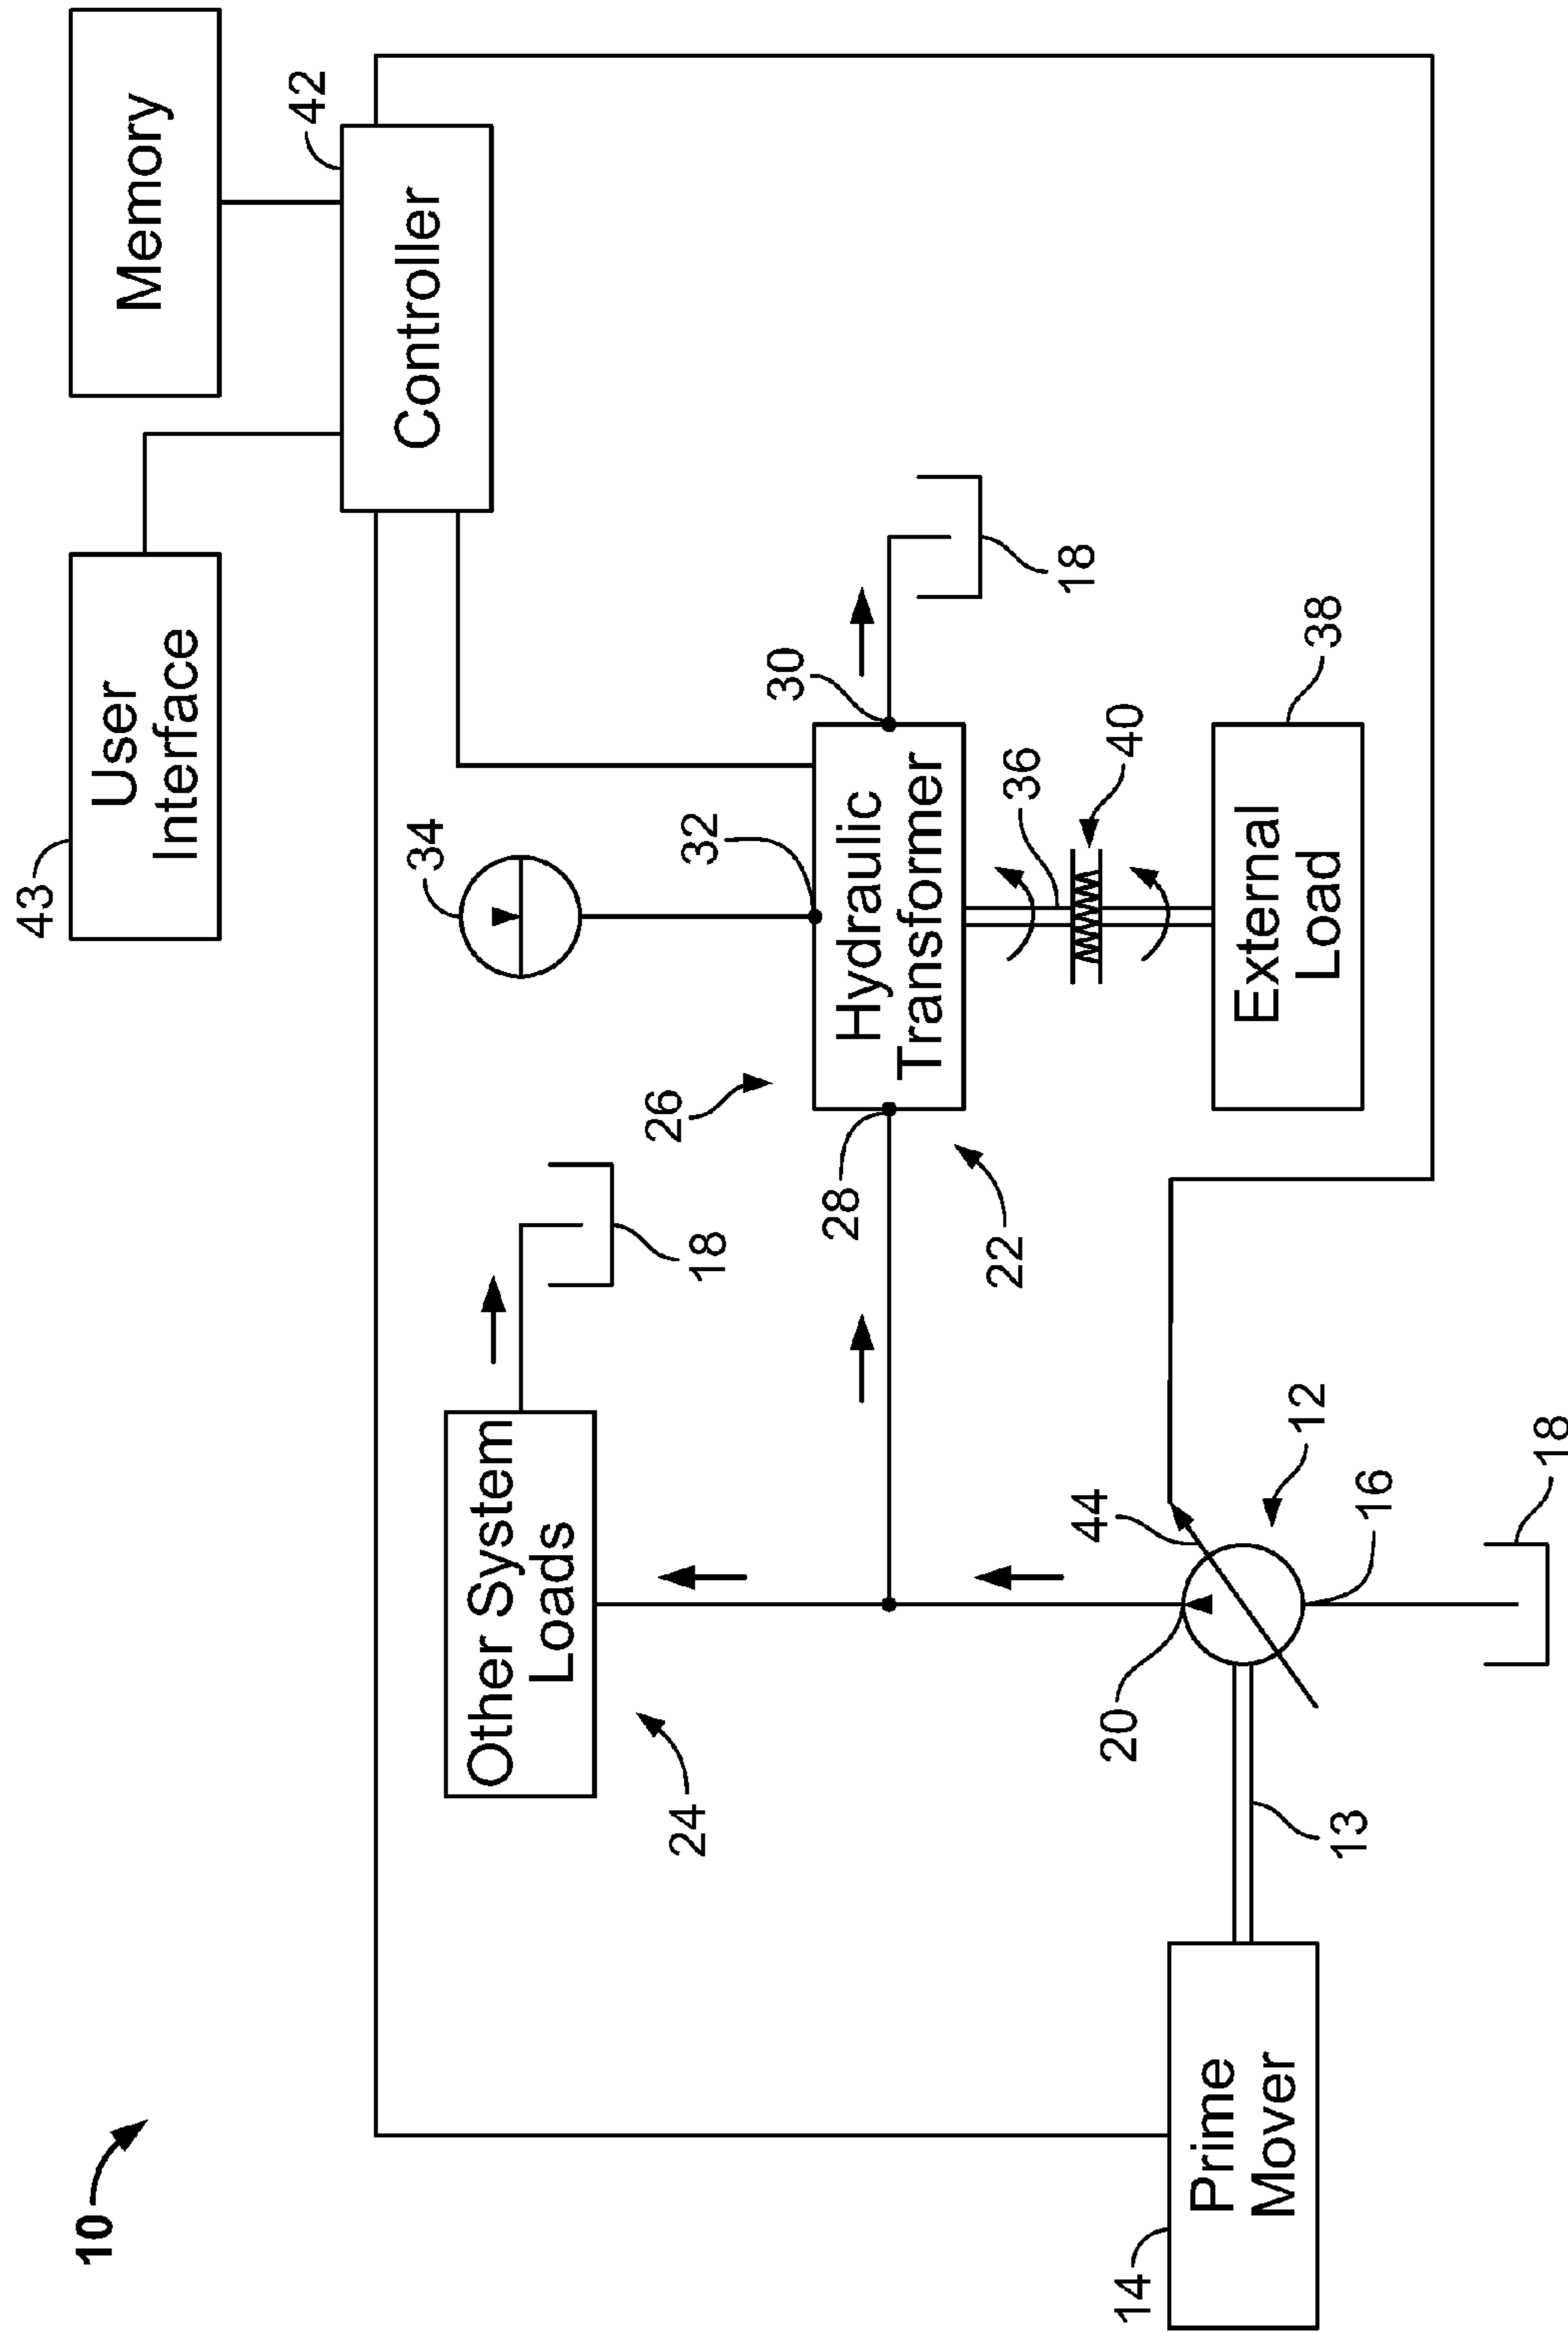 10
43
User
Interface
Memory
42
Controller
34
Other System
Loads
24
18
26
32
30
Hydraulic
Transformer
28
22
18
36
40
External
Load
38
Prime
Mover
14
13
20
44
12
16
18